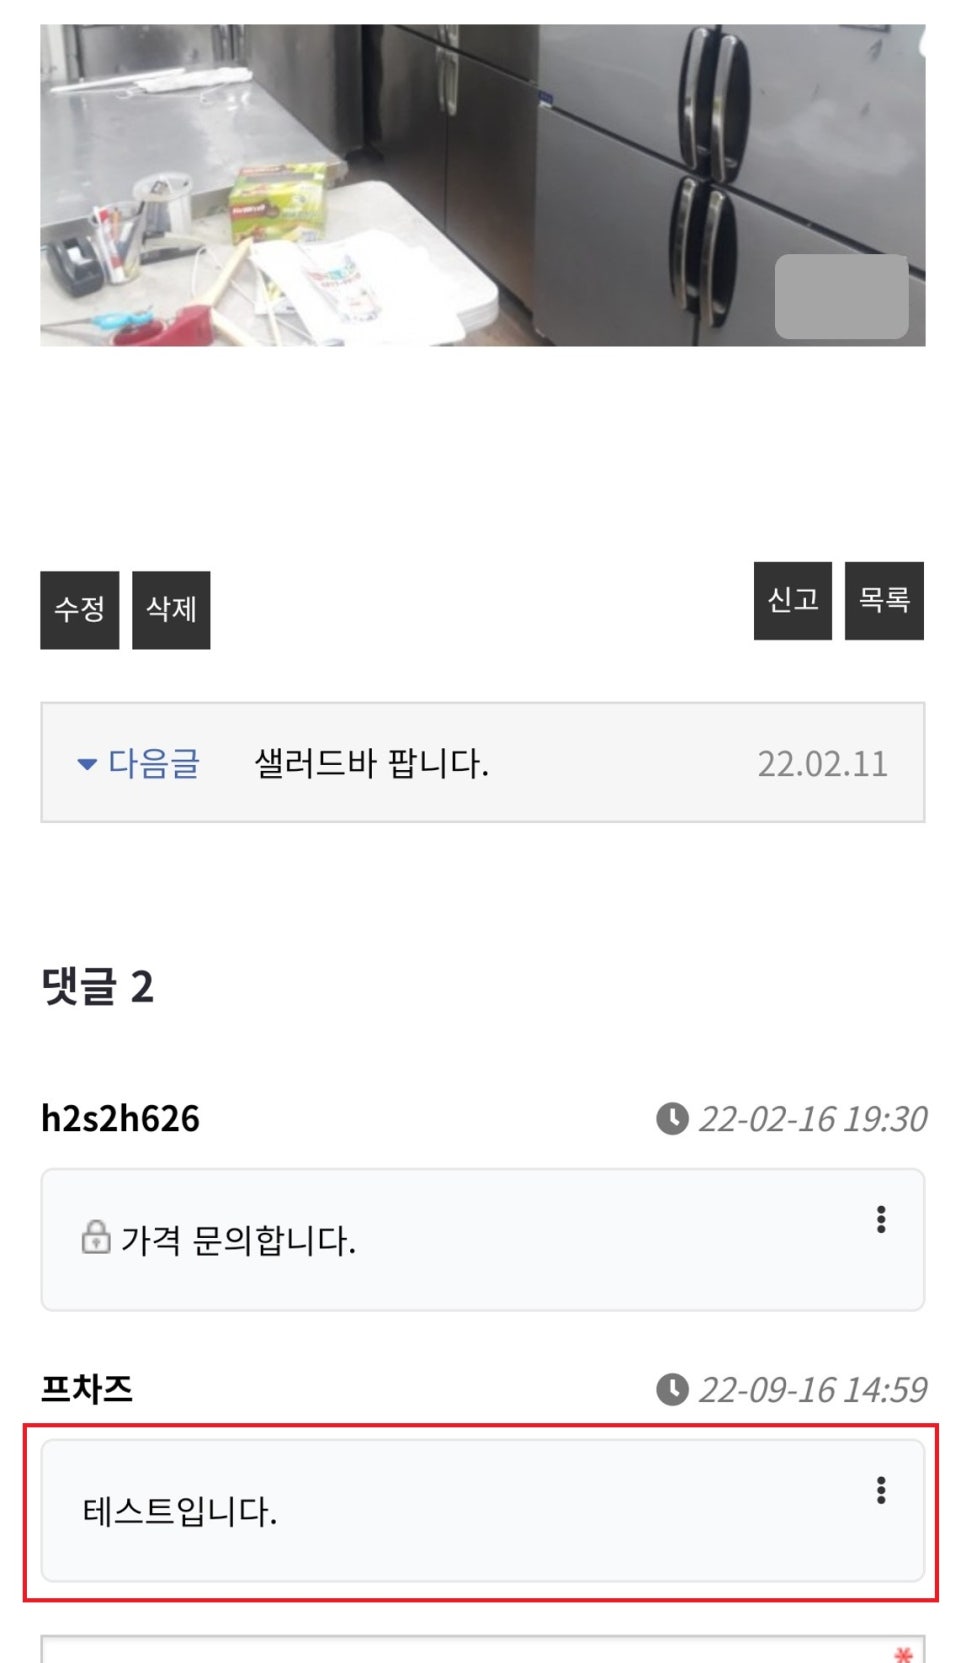 수정 삭제 신고 목록
다음글 샐러드바 팝니다. 22.02.11
댓글 2
h2s2h626 22-02-16 19:30
가격 문의합니다.
프차즈 22-09-16 14:59
테스트입니다.
*